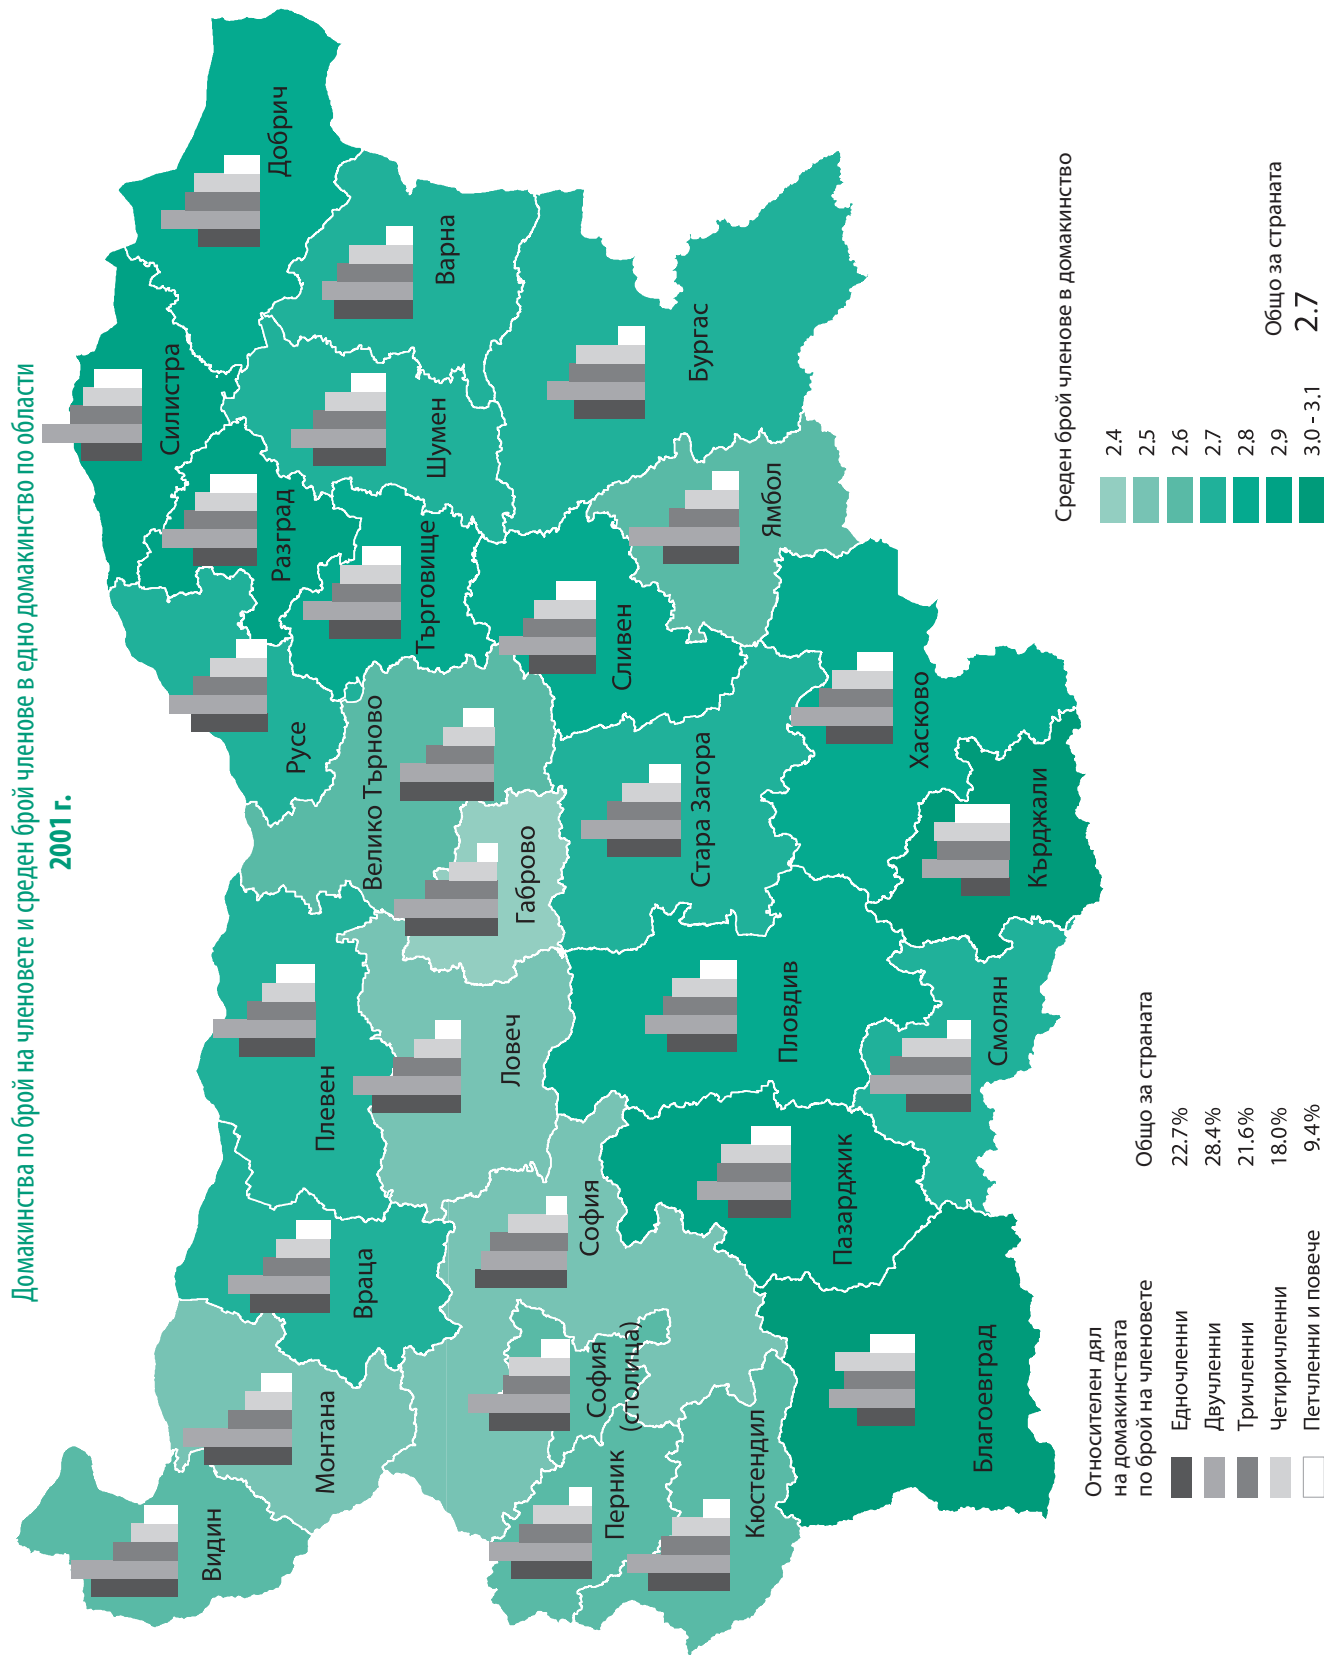 Домакинства по брой на членовете и среден брой членове в едно домакинство по области
2001 г.
Видин
Монтана
Враца
Плевен
Ловеч
Велико Търново
Габрово
Русе
Разград
Силистра
Търговище
Шумен
Добрич
Варна
Бургас
Сливен
Ямбол
Стара Загора
Хасково
Кърджали
Пловдив
Смолян
Пазарджик
София
София
(столица)
Перник
Кюстендил
Благоевград
Относителен дял
на домакинствата
по брой на членовете
Общо за страната
Едночленни 22.7%
Двучленни 28.4%
Тричленни 21.6%
Четиричленни 18.0%
Петчленни и повече 9.4%
Среден брой членове в домакинство
2.4
2.5
2.6
2.7
2.8
2.9
3.0 - 3.1
Общо за страната
2.7